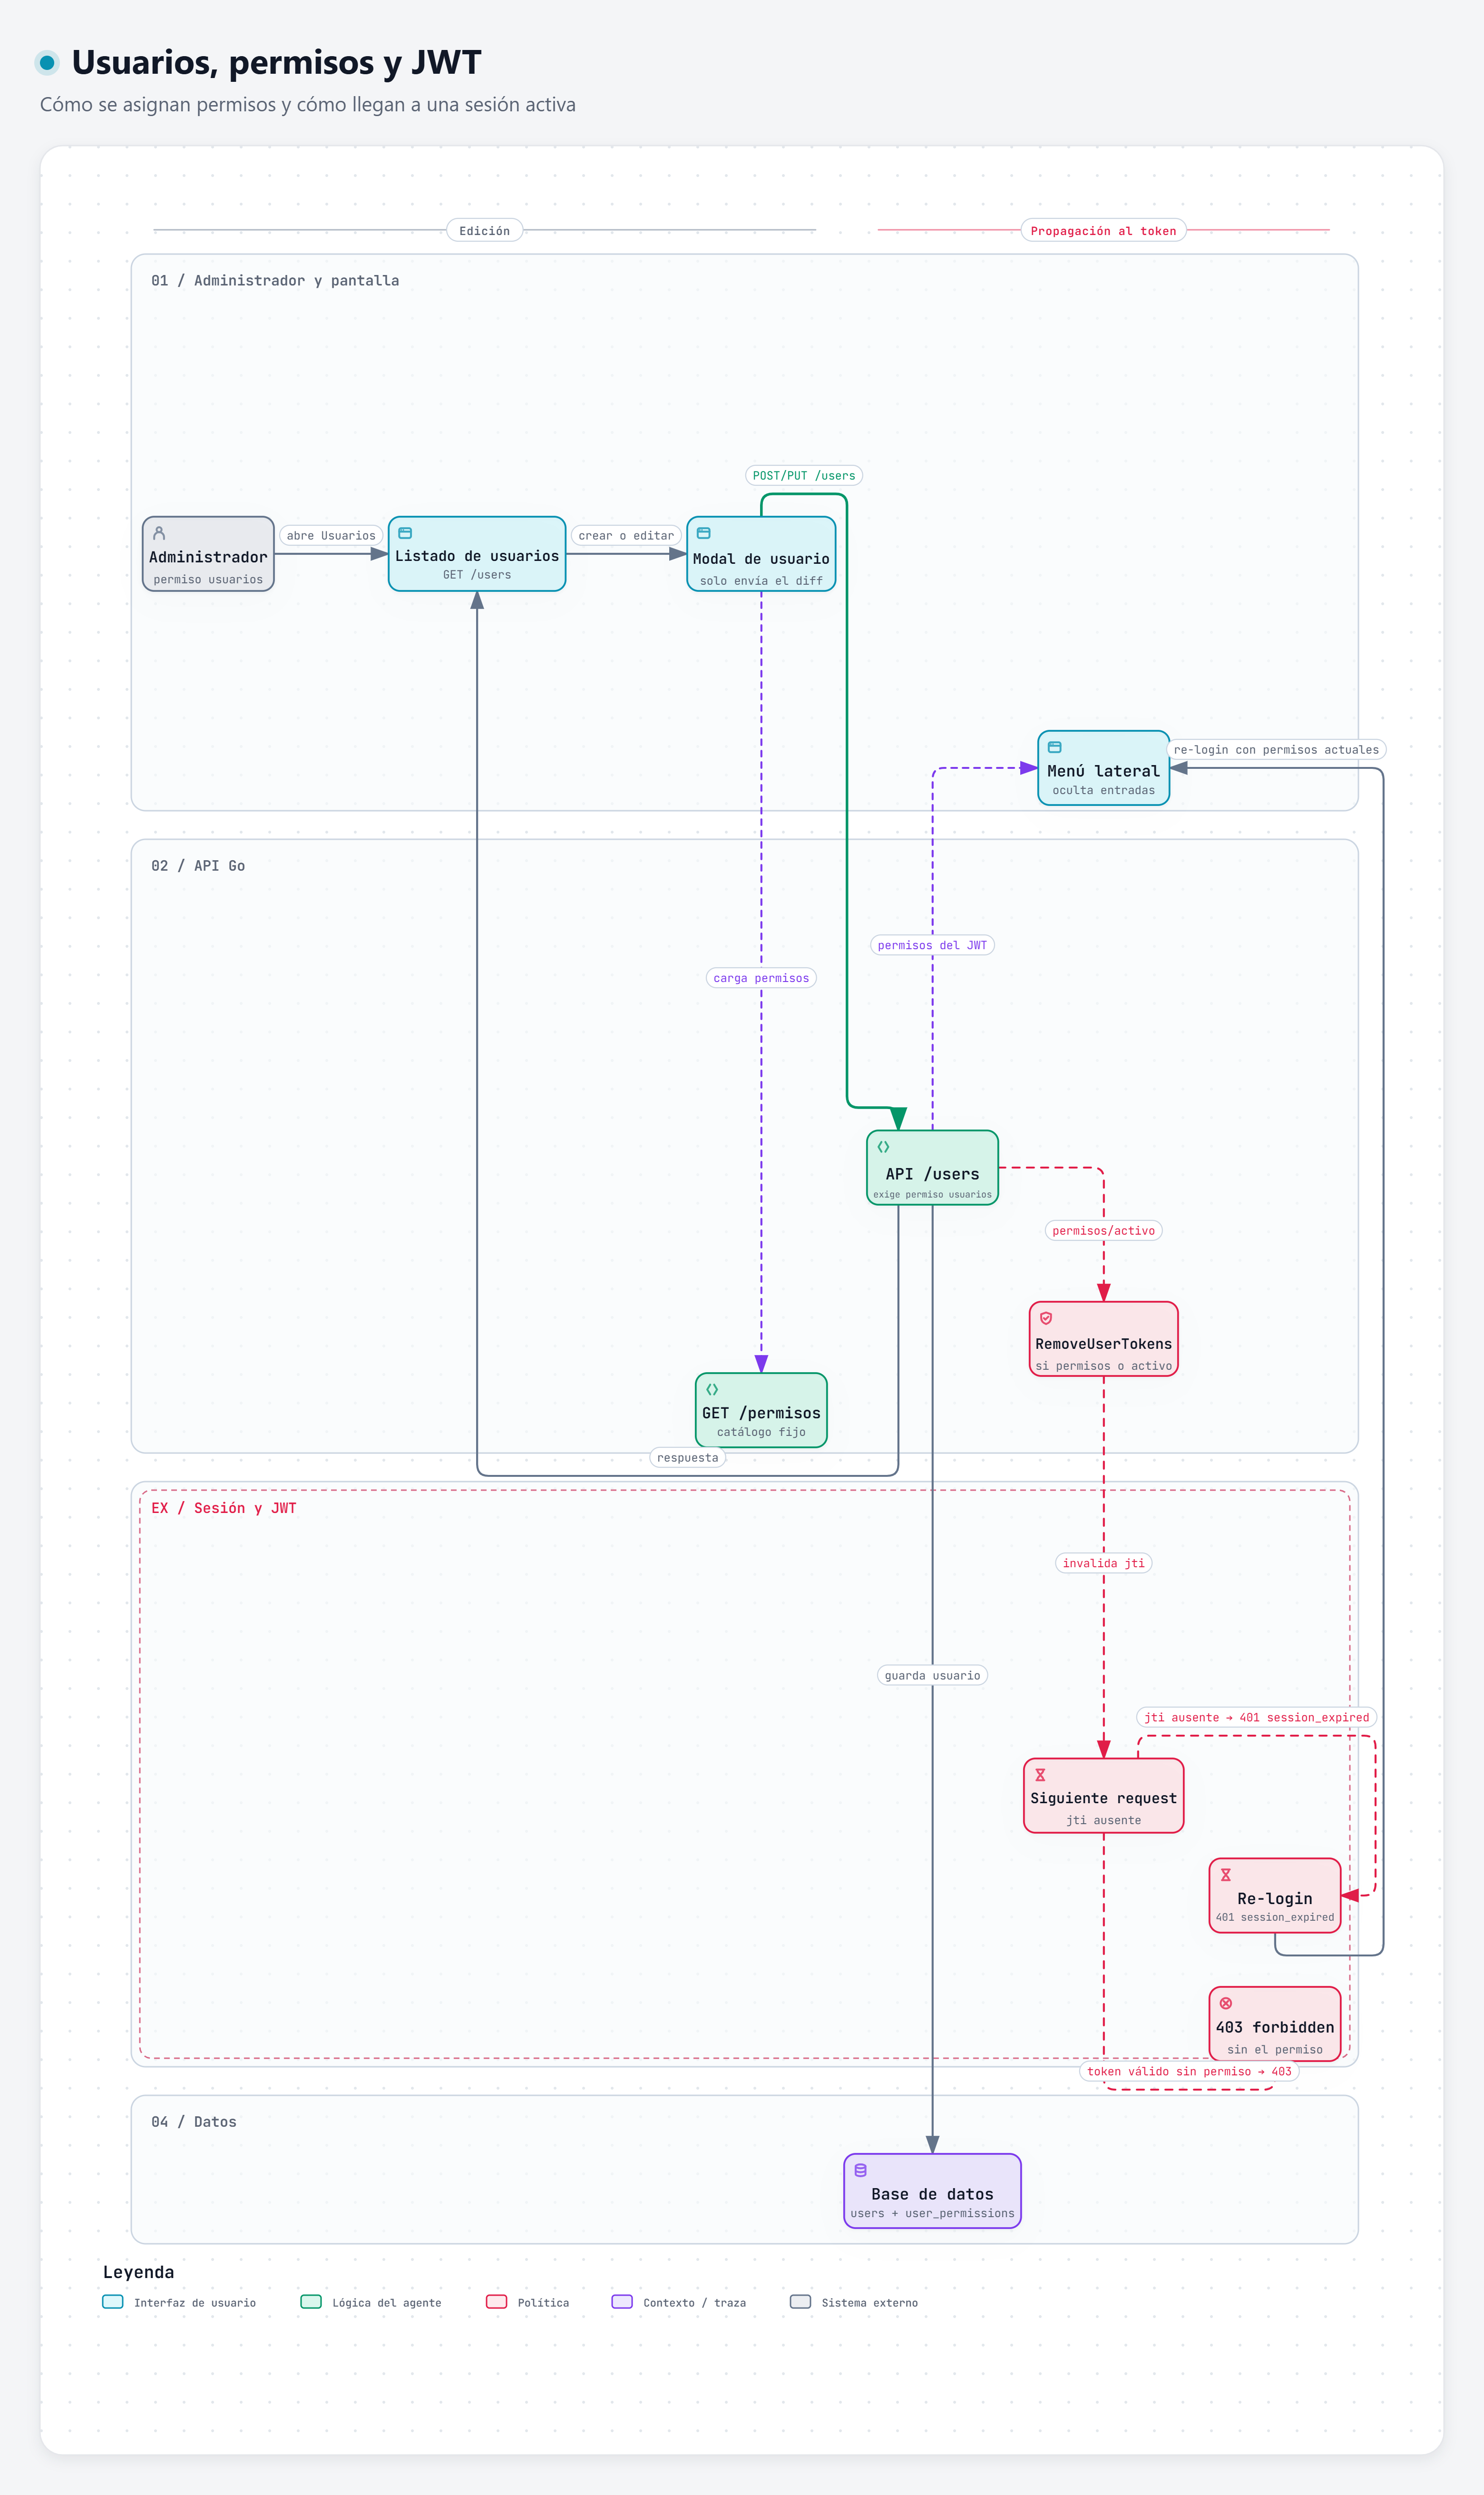 Usuarios, permisos y JWT
Cómo se asignan permisos y cómo llegan a una sesión activa
Edición
Propagación al token
01 / Administrador y pantalla
POST/PUT /users
Administrador
permiso usuarios
abre Usuarios
Listado de usuarios
GET /users
crear o editar
Modal de usuario
solo envía el diff
Menú lateral
oculta entradas
re-login con permisos actuales
02 / API Go
permisos del JWT
carga permisos
API /users
exige permiso usuarios
permisos/activo
RemoveUserTokens
si permisos o activo
GET /permisos
catálogo fijo
respuesta
EX / Sesión y JWT
invalida jti
guarda usuario
jti ausente → 401 session_expired
Siguiente request
jti ausente
Re-login
401 session_expired
403 forbidden
sin el permiso
token válido sin permiso → 403
04 / Datos
Base de datos
users + user_permissions
Leyenda
Interfaz de usuario
Lógica del agente
Política
Contexto / traza
Sistema externo